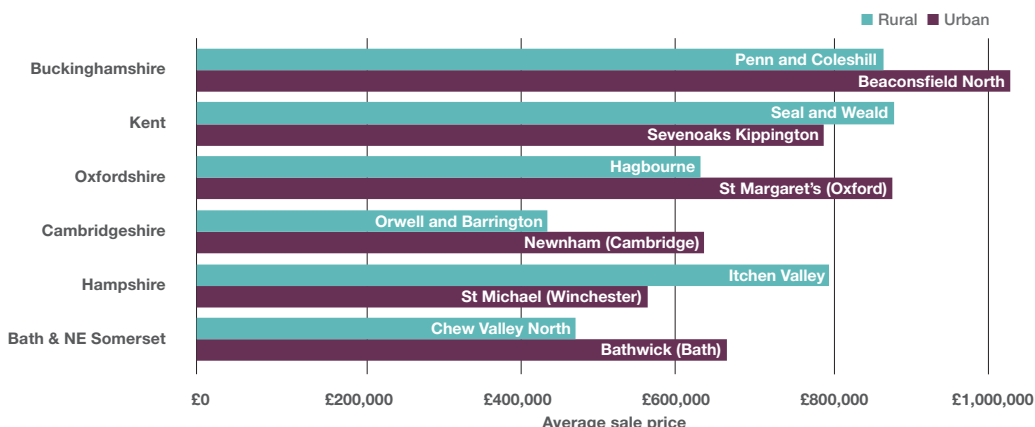 Rural Urban
Buckinghamshire
Penn and Coleshill
Beaconsfield North
Kent
Seal and Weald
Sevenoaks Kippington
Oxfordshire
Hagbourne
St Margaret’s (Oxford)
Cambridgeshire
Orwell and Barrington
Newnham (Cambridge)
Hampshire
Itchen Valley
St Michael (Winchester)
Bath & NE Somerset
Chew Valley North
Bathwick (Bath)
£0 £200,000 £400,000 £600,000 £800,000 £1,000,000
Average sale price